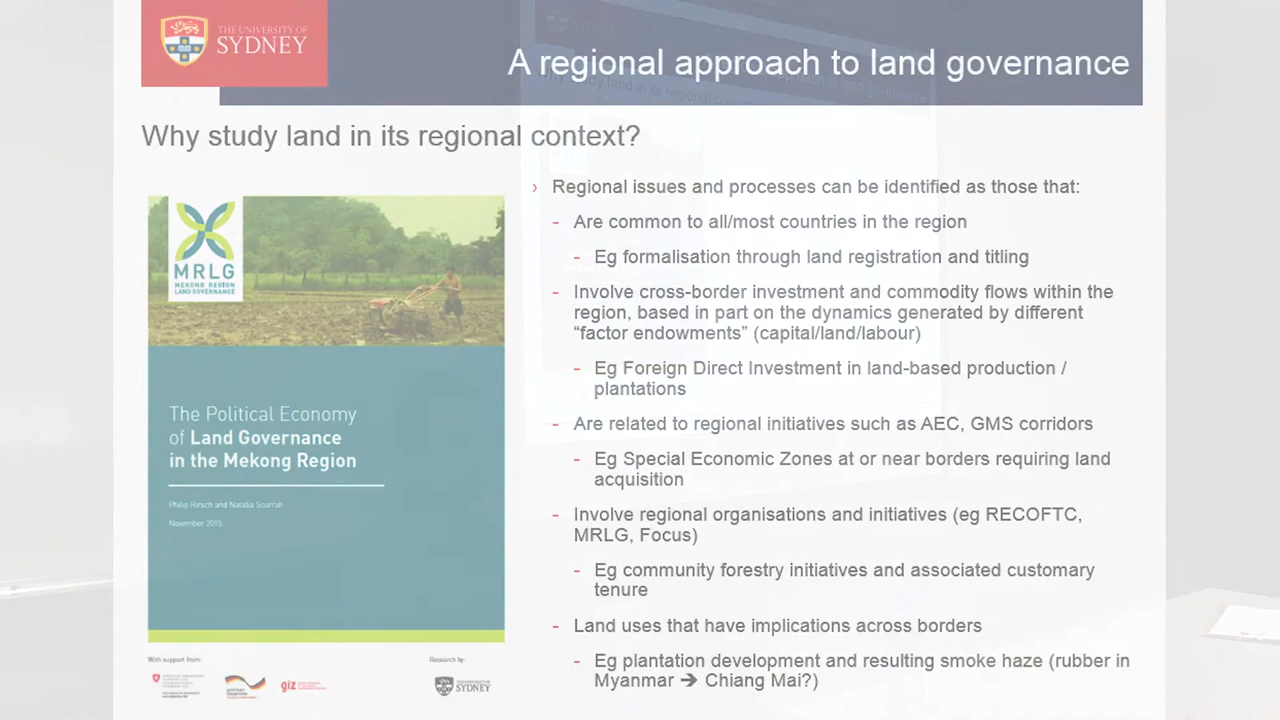 THE UNIVERSITY OF
SYDNEY
A regional approach to land governance
Why study land in its regional context?
MRLG
MEKONG REGION
LAND GOVERNANCE
The Political Economy
of Land Governance
in the Mekong Region
Philip Hirsch and Natalia Scurrah
November 2015
With support from:
giz
Research by:
SYDNEY
› Regional issues and processes can be identified as those that:
- Are common to all/most countries in the region
- Eg formalisation through land registration and titling
- Involve cross-border investment and commodity flows within the
region, based in part on the dynamics generated by different
“factor endowments” (capital/land/labour)
- Eg Foreign Direct Investment in land-based production /
plantations
- Are related to regional initiatives such as AEC, GMS corridors
- Eg Special Economic Zones at or near borders requiring land
acquisition
- Involve regional organisations and initiatives (eg RECOFTC,
MRLG, Focus)
- Eg community forestry initiatives and associated customary
tenure
- Land uses that have implications across borders
- Eg plantation development and resulting smoke haze (rubber in
Myanmar → Chiang Mai?)